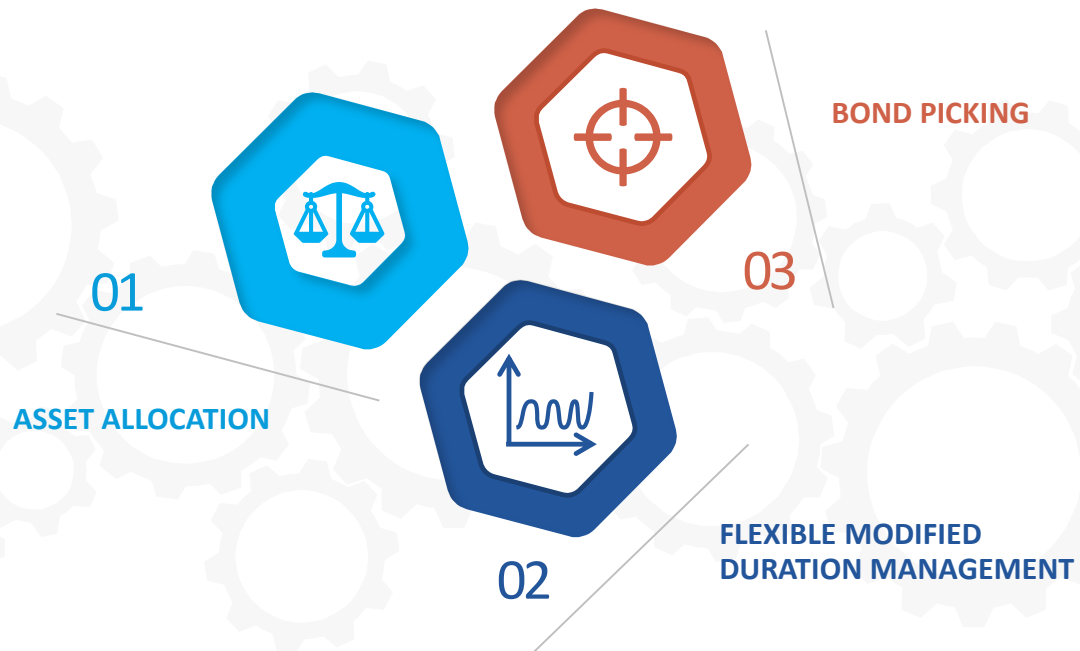 01
ASSET ALLOCATION
02
FLEXIBLE MODIFIED
DURATION MANAGEMENT
03
BOND PICKING